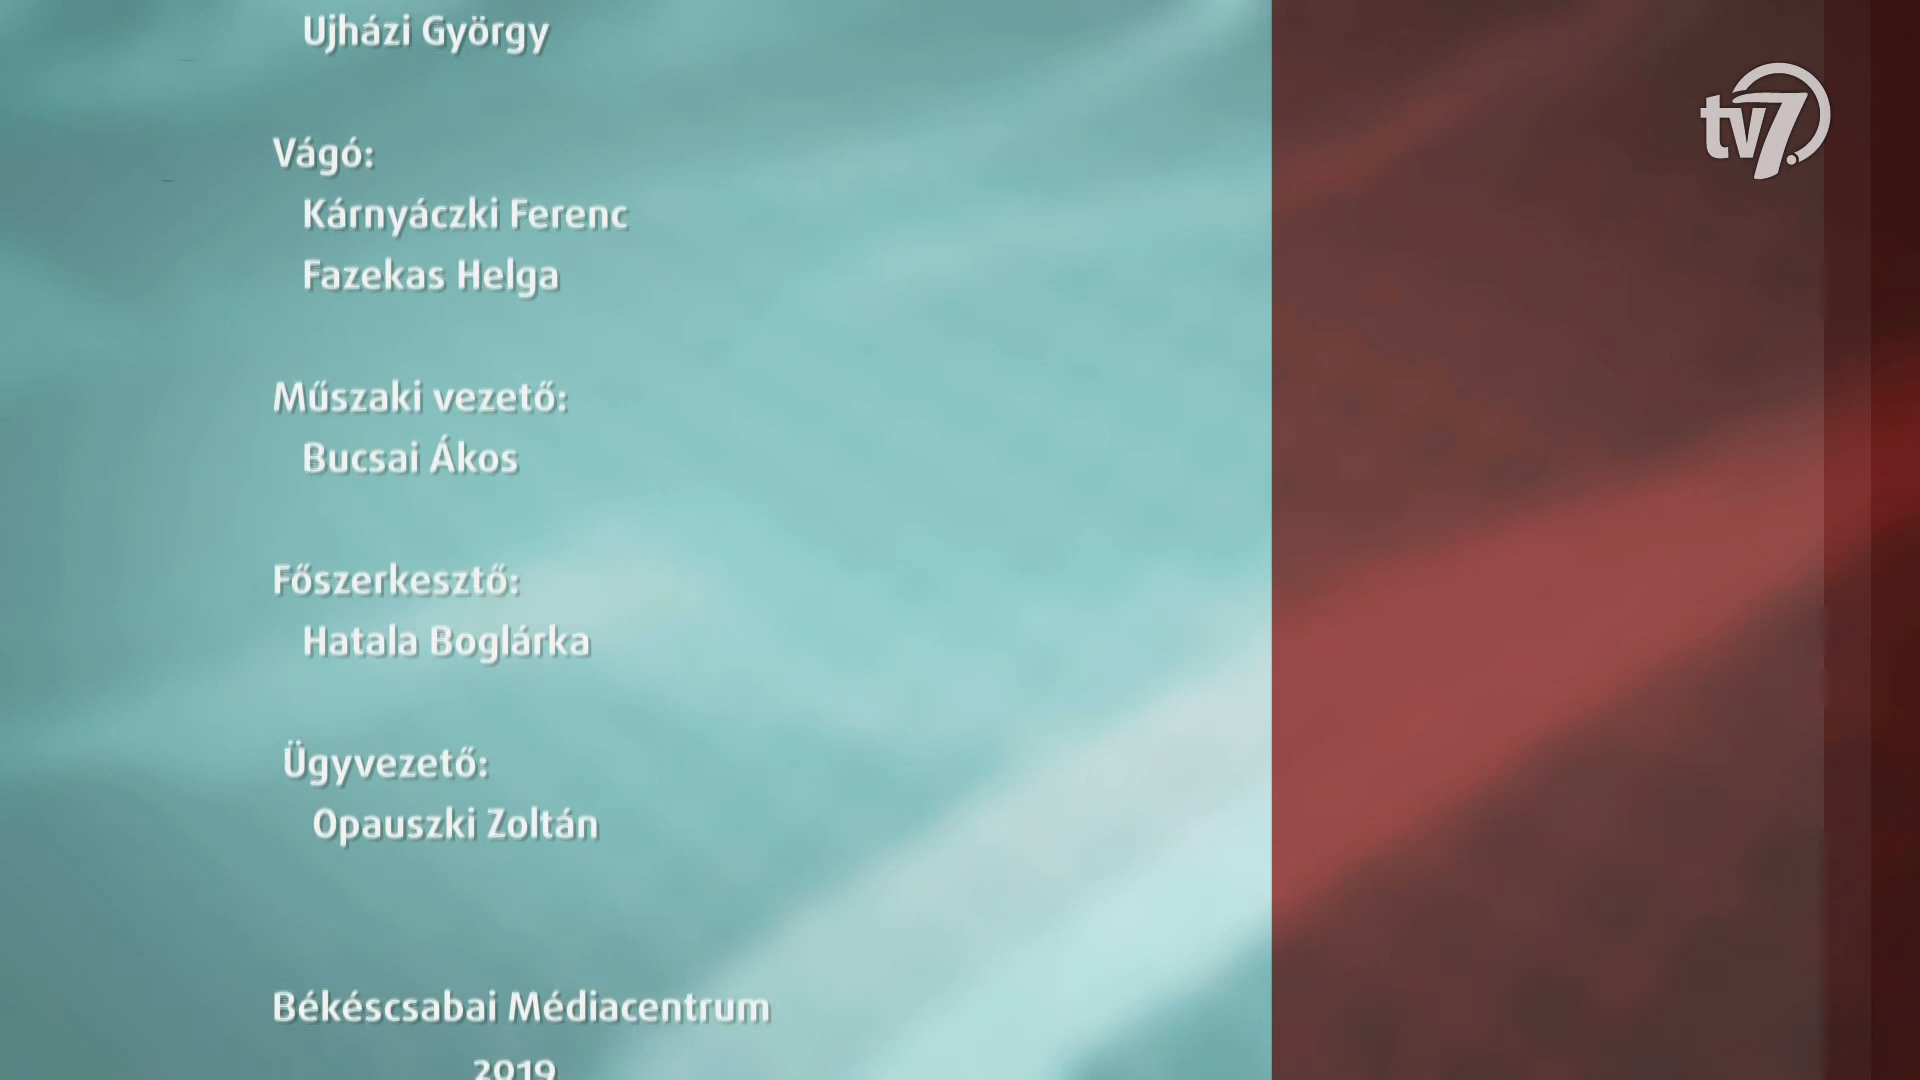 Ujházi György
tv7.
Vágó:
Kárnyáczki Ferenc
Fazekas Helga
Műszaki vezető:
Bucsai Ákos
Főszerkesztő:
Hatala Boglárka
Ügyvezető:
Opauszki Zoltán
Békéscsabai Médiacentrum
2019